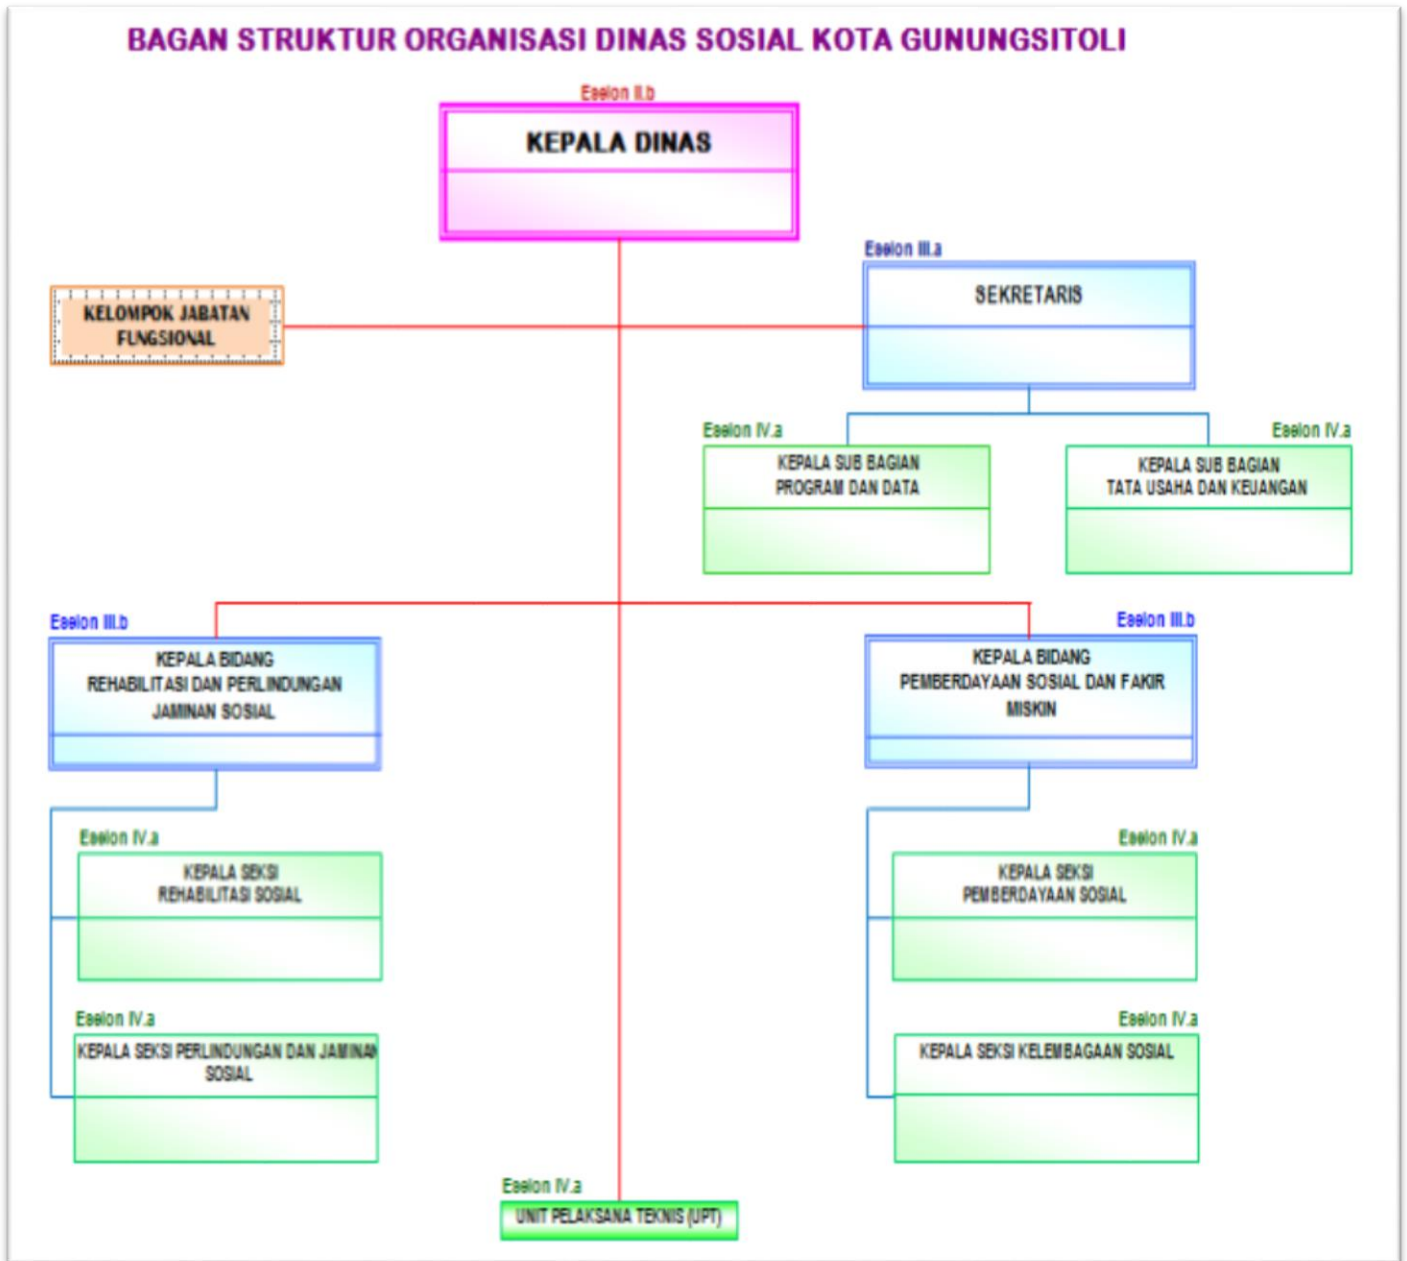 BAGAN STRUKTUR ORGANISASI DINAS SOSIAL KOTA GUNUNGSITOLI
Eselon II.b
KEPALA DINAS
Eselon III.a
SEKRETARIS
KELOMPOK JABATAN
FUNGSIONAL
Eselon IV.a
KEPALA SUB BAGIAN
PROGRAM DAN DATA
Eselon IV.a
KEPALA SUB BAGIAN
TATA USAHA DAN KEUANGAN
Eselon III.b
KEPALA BIDANG
REHABILITASI DAN PERLINDUNGAN
JAMINAN SOSIAL
Eselon III.b
KEPALA BIDANG
PEMBERDAYAAN SOSIAL DAN FAKIR
MISKIN
Eselon IV.a
KEPALA SEKSI
REHABILITASI SOSIAL
Eselon IV.a
KEPALA SEKSI
PEMBERDAYAAN SOSIAL
Eselon IV.a
KEPALA SEKSI PERLINDUNGAN DAN JAMINAN
SOSIAL
Eselon IV.a
KEPALA SEKSI KELEMBAGAAN SOSIAL
Eselon IV.a
UNIT PELAKSANA TEKNIS (UPT)